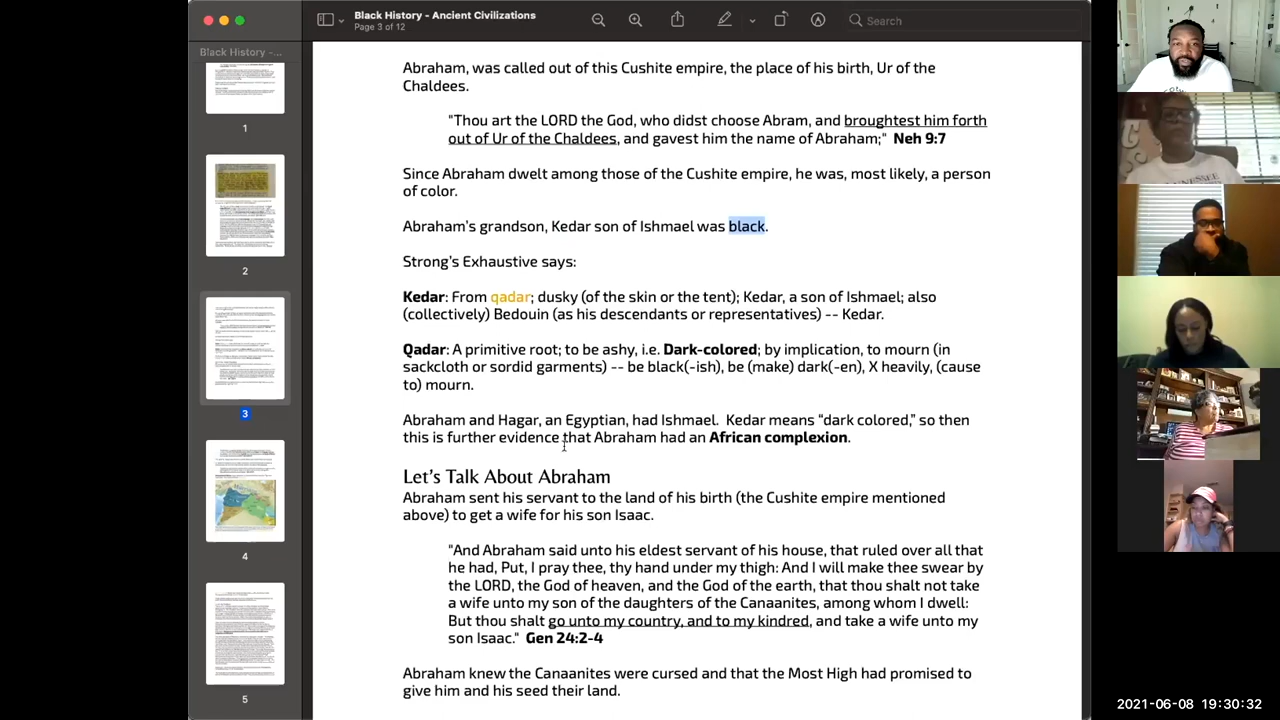 Black History - Ancient Civilizations
Page 3 of 12
Search
Black History -...
1
2
3
4
5
Abraham, was called out of this Cushite empire, the place of his birth, Ur of the
Chaldees.
"Thou art the LORD the God, who didst choose Abram, and broughtest him forth
out of Ur of the Chaldees, and gavest him the name of Abraham;" Neh 9:7
Since Abraham dwelt among those of the Cushite empire, he was, most likely, a person
of color.
Abraham's grandson, Kedar son of Ishmael was black.
Strong's Exhaustive says:
Kedar: From qadar; dusky (of the skin or the tent); Kedar, a son of Ishmael; also
(collectively) Bedawin (as his descendants or representatives) -- Kedar.
Qadar: A primitive root; to be ashy, i.e. Dark-colored; by implication, to mourn (in
sackcloth or sordid garments) -- be black(-ish), be (make) dark(-en), X heavily, (cause
to) mourn.
Abraham and Hagar, an Egyptian, had Ishmael. Kedar means “dark colored,” so then
this is further evidence that Abraham had an African complexion.
Let's Talk About Abraham
Abraham sent his servant to the land of his birth (the Cushite empire mentioned
above) to get a wife for his son Isaac.
"And Abraham said unto his eldest servant of his house, that ruled over all that
he had, Put, I pray thee, thy hand under my thigh: And I will make thee swear by
the LORD, the God of heaven, and the God of the earth, that thou shalt not take
a wife unto my son of the daughters of the Canaanites, among whom I dwell:
But thou shalt go unto my country, and to my kindred, and take a wife unto my
son Isaac." Gen 24:2-4
Abraham knew the Canaanites were cursed and that the Most High had promised to
give him and his seed their land.
2021-06-08 19:30:32